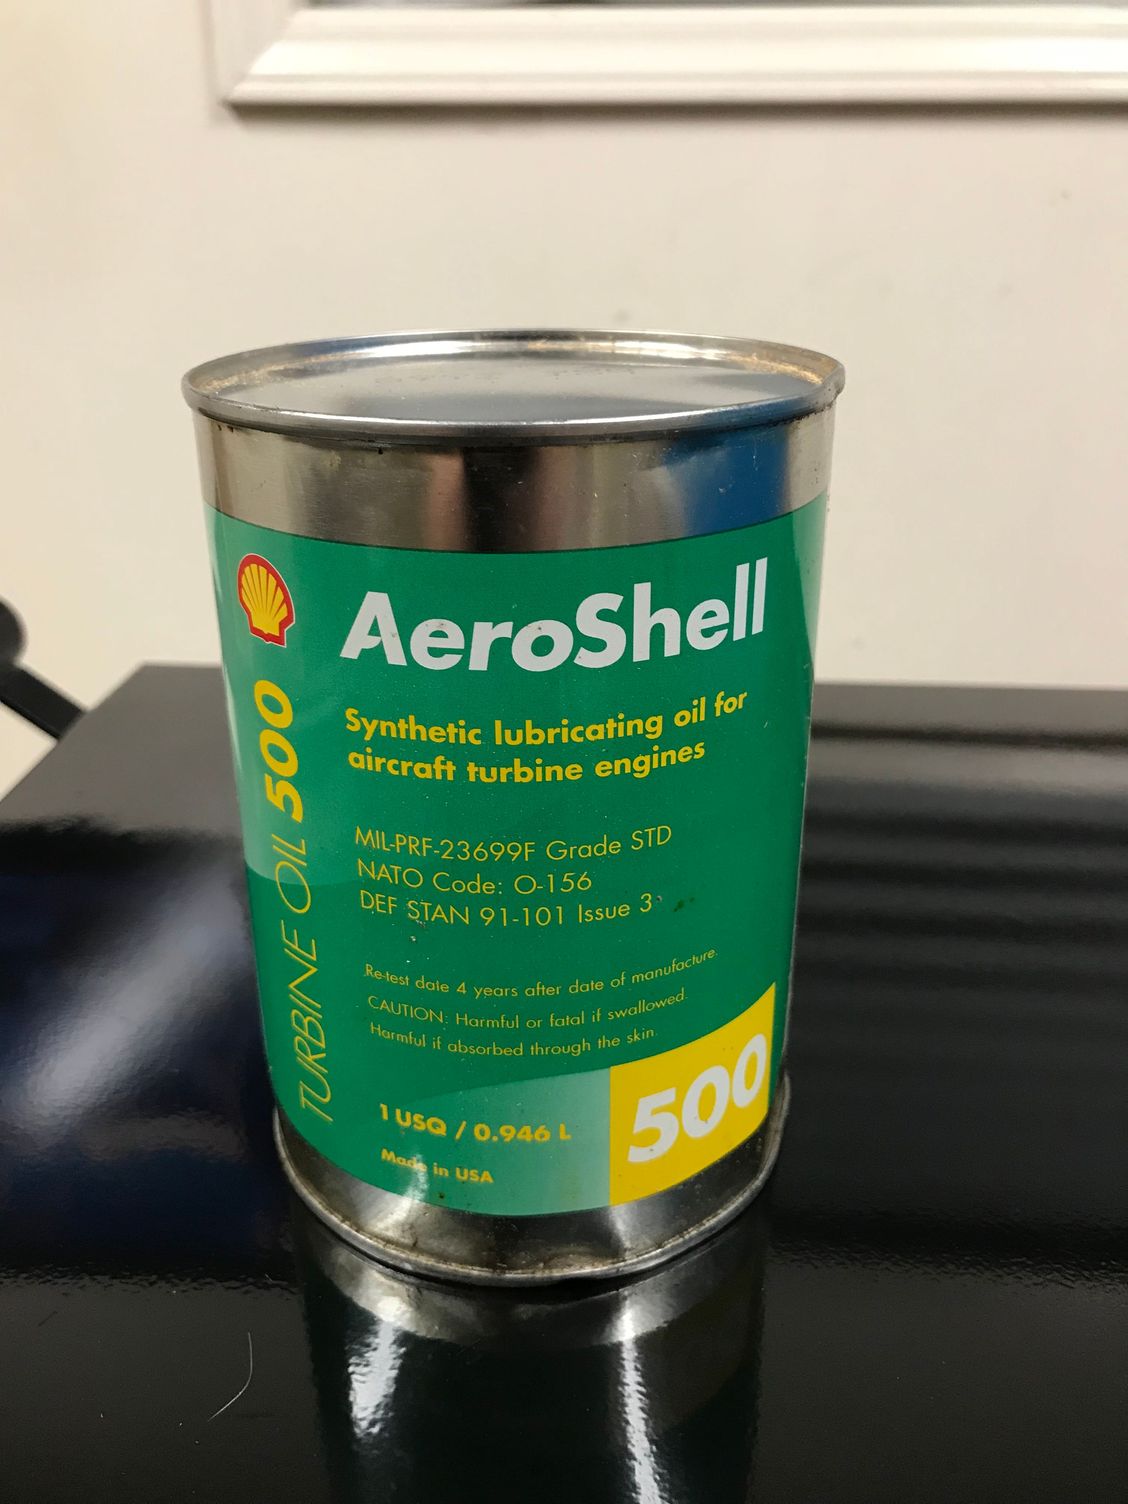 AeroShell
Synthetic lubricating oil for
aircraft turbine engines
MIL-PRF-23699F Grade STD
NATO Code: O-156
DEF STAN 91-101 Issue 3
Re-test date 4 years after date of manufacture.
CAUTION: Harmful or fatal if swallowed.
Harmful if absorbed through the skin.
1 USQ / 0.946 L
Made in USA
500
TURBINE OIL 500